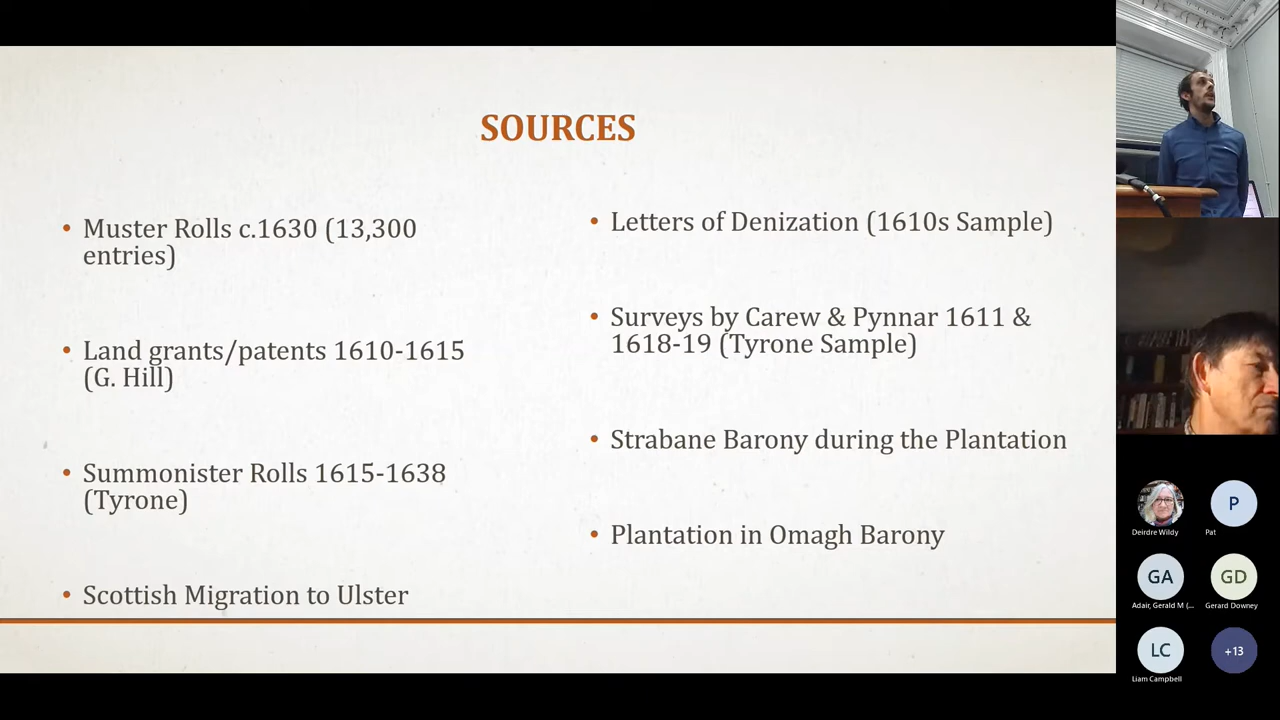 SOURCES
• Muster Rolls c.1630 (13,300
entries)
• Land grants/patents 1610-1615
(G. Hill)
• Summonister Rolls 1615-1638
(Tyrone)
• Scottish Migration to Ulster
• Letters of Denization (1610s Sample)
• Surveys by Carew & Pynnar 1611 &
1618-19 (Tyrone Sample)
• Strabane Barony during the Plantation
• Plantation in Omagh Barony
Deirdre Wildy
P
Pat
GA
Adair, Gerald M (...
GD
Gerard Downey
LC
Liam Campbell
+13